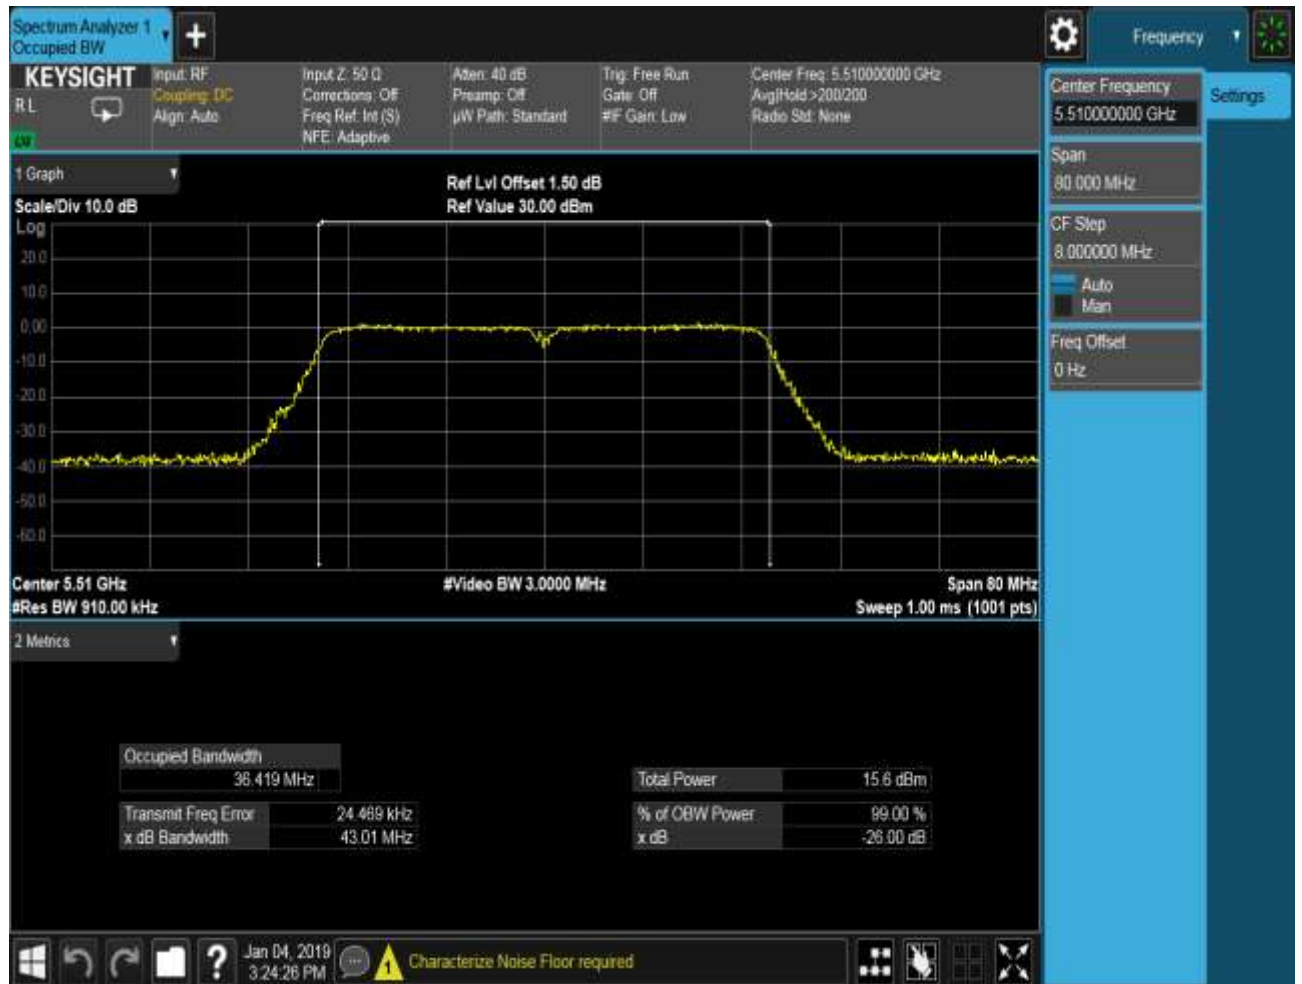 Spectrum Analyzer 1
Occupied BW
Frequency
KEYSIGHT
RL
Input: RF
Coupling: DC
Align: Auto
Input Z: 50 Ω
Corrections: Off
Freq Ref: Int (S)
NFE: Adaptive
Atten: 40 dB
Preamp: Off
µW Path: Standard
Trig: Free Run
Gate: Off
#IF Gain: Low
Center Freq: 5.510000000 GHz
Avg|Hold:>200/200
Radio Std: None
Center Frequency
5.510000000 GHz
Settings
Span
80.000 MHz
CF Step
8.000000 MHz
Auto
Man
Freq Offset
0 Hz
1 Graph
Scale/Div 10.0 dB
Ref Lvl Offset 1.50 dB
Ref Value 30.00 dBm
Log
20.0
10.0
0.00
-10.0
-20.0
-30.0
-40.0
-50.0
-60.0
Center 5.51 GHz
#Video BW 3.0000 MHz
Span 80 MHz
#Res BW 910.00 kHz
Sweep 1.00 ms (1001 pts)
2 Metrics
Occupied Bandwidth
36.419 MHz
Total Power 15.6 dBm
Transmit Freq Error 24.469 kHz
% of OBW Power 99.00 %
x dB Bandwidth 43.01 MHz
x dB -26.00 dB
?
Jan 04, 2019
3:24:26 PM
1
Characterize Noise Floor required